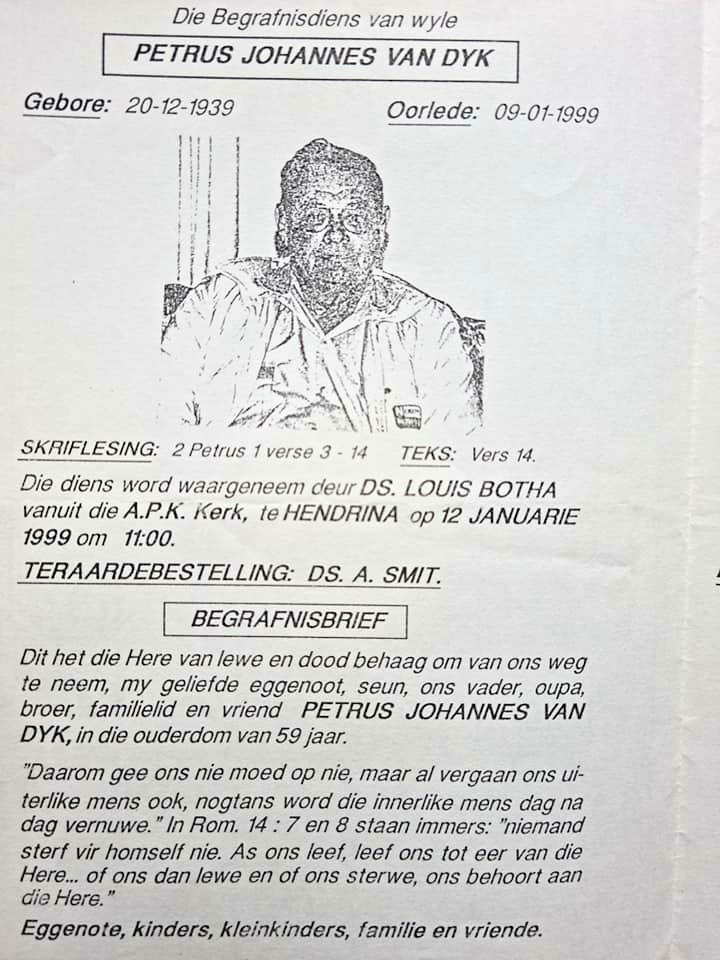 Die Begrafnisdiens van wyle
PETRUS JOHANNES VAN DYK
Gebore: 20-12-1939 Oorlede: 09-01-1999
SKRIFLESING: 2 Petrus 1 verse 3 - 14 TEKS: Vers 14.
Die diens word waargeneem deur DS. LOUIS BOTHA
vanuit die A.P.K. Kerk, te HENDRINA op 12 JANUARIE
1999 om 11:00.
TERAARDEBESTELLING: DS. A. SMIT.
BEGRAFNISBRIEF
Dit het die Here van lewe en dood behaag om van ons weg
te neem, my geliefde eggenoot, seun, ons vader, oupa,
broer, familielid en vriend PETRUS JOHANNES VAN
DYK, in die ouderdom van 59 jaar.
"Daarom gee ons nie moed op nie, maar al vergaan ons ui-
terlike mens ook, nogtans word die innerlike mens dag na
dag vernuwe." In Rom. 14 : 7 en 8 staan immers: "niemand
sterf vir homself nie. As ons leef, leef ons tot eer van die
Here... of ons dan lewe en of ons sterwe, ons behoort aan
die Here."
Eggenote, kinders, kleinkinders, familie en vriende.